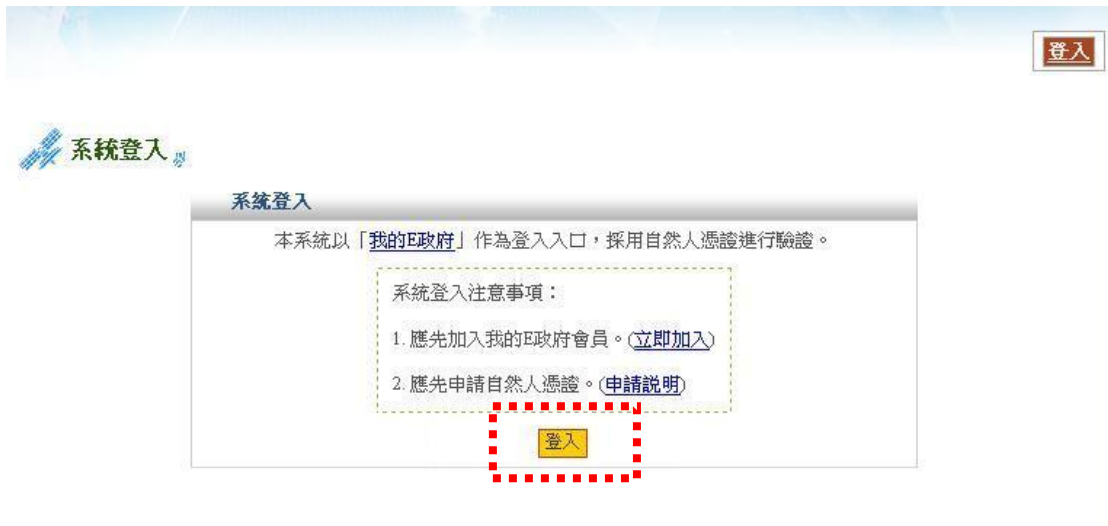 登入
系統登入
系統登入
本系統以「我的E政府」作為登入入口，採用自然人憑證進行驗證。
系統登入注意事項：
1. 應先加入我的E政府會員。(立即加入)
2. 應先申請自然人憑證。(申請說明)
登入